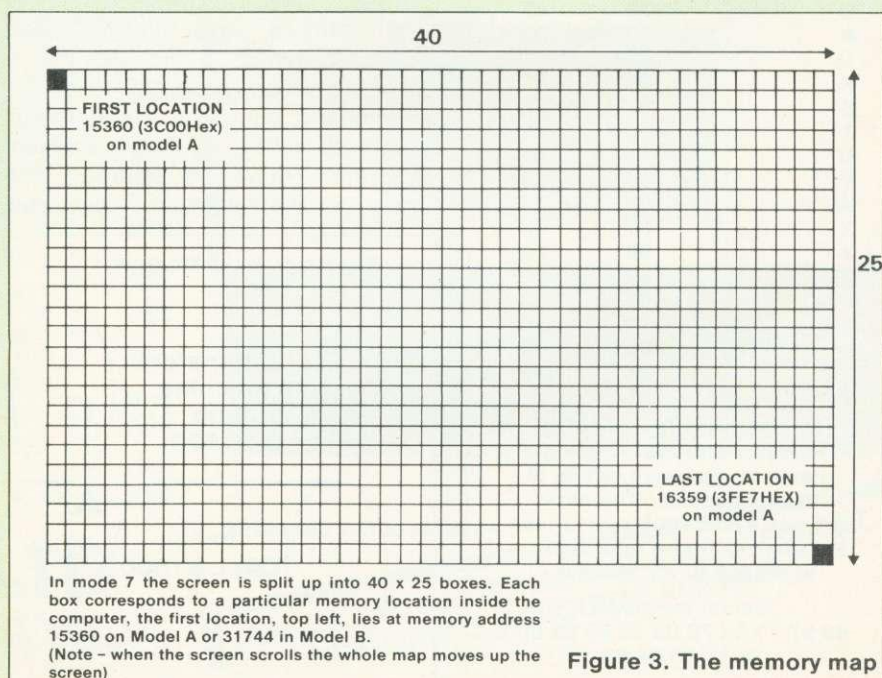 40
FIRST LOCATION
15360 (3C00Hex)
on model A
25
LAST LOCATION
16359 (3FE7HEX)
on model A
In mode 7 the screen is split up into 40 x 25 boxes. Each
box corresponds to a particular memory location inside the
computer, the first location, top left, lies at memory address
15360 on Model A or 31744 in Model B.
(Note – when the screen scrolls the whole map moves up the
screen)
Figure 3. The memory map